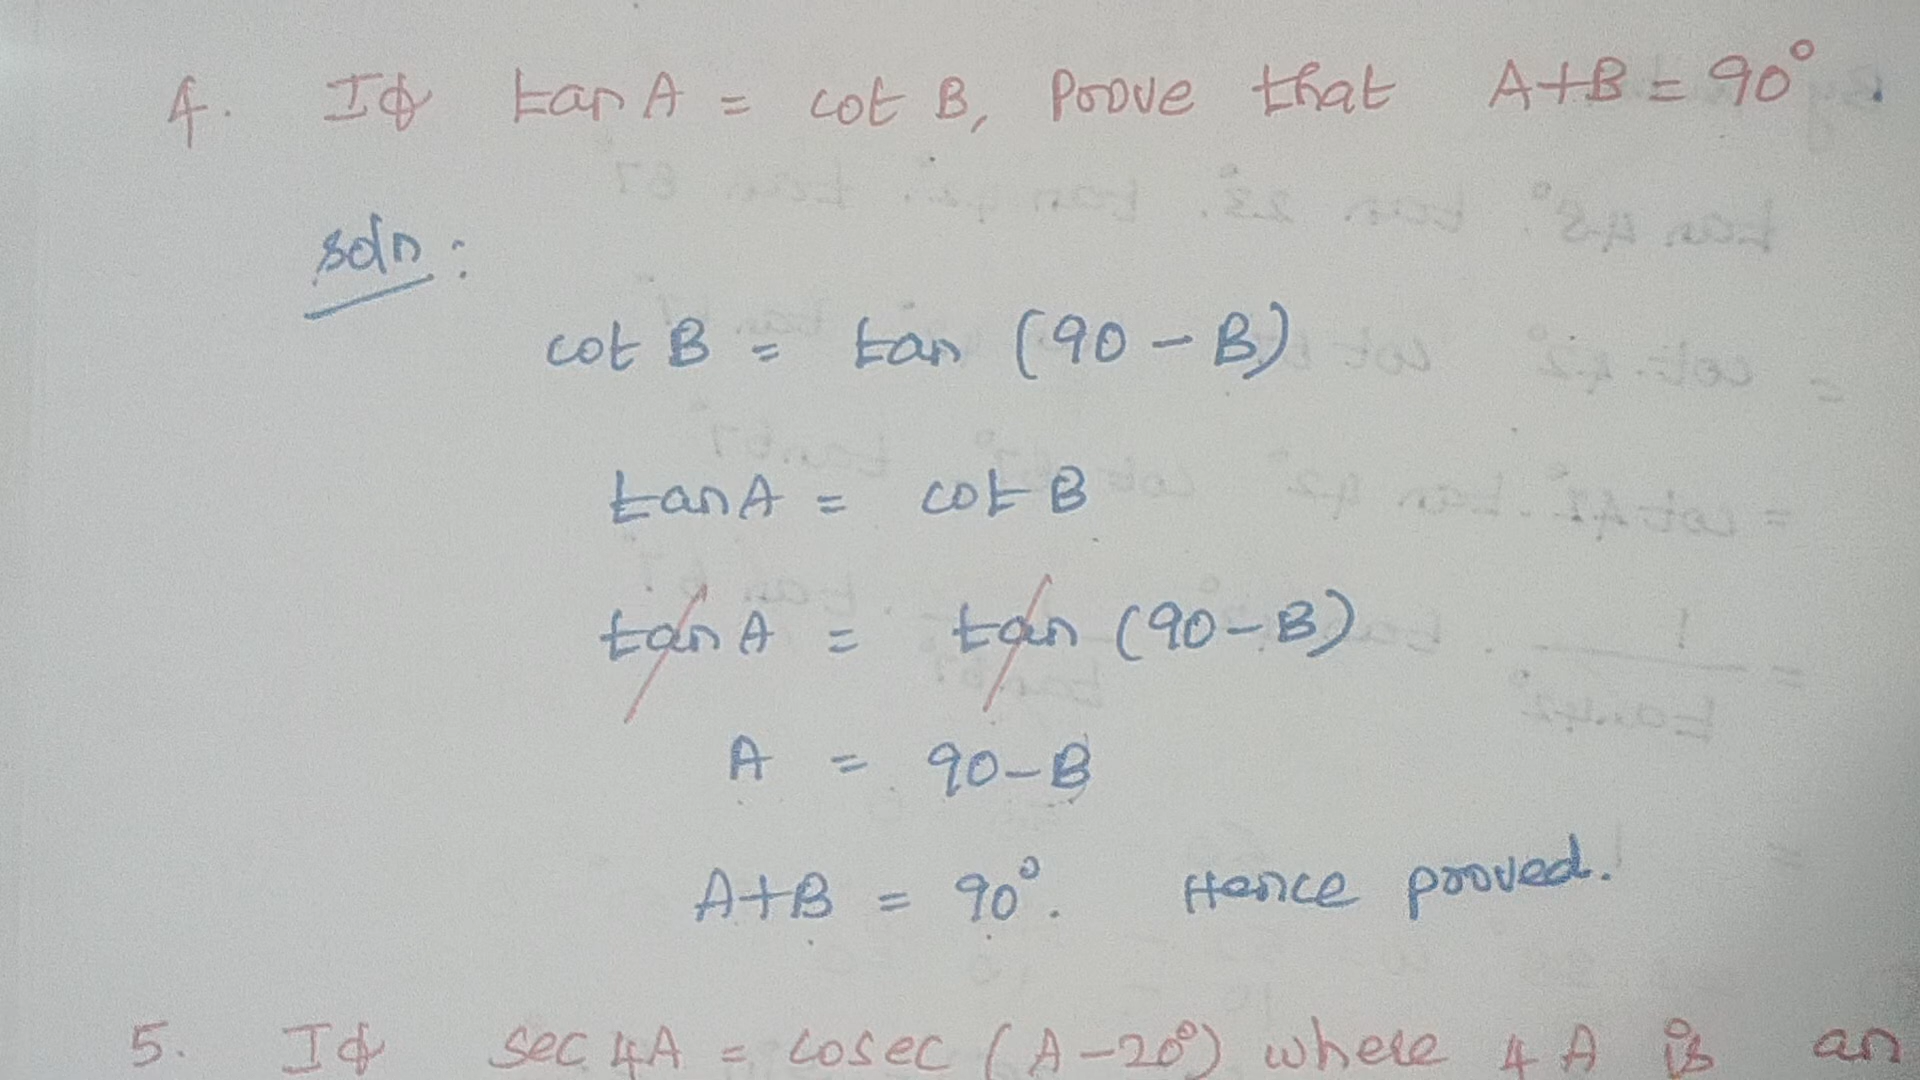 4. If tan A = cot B, Prove that A+B = 90°.
soln:
cot B = tan (90 - B)
tan A = cot B
tan A = tan (90-B)
A = 90-B
A+B = 90°. Hence proved.
5. If sec 4A = cosec (A-20°) where 4A is an